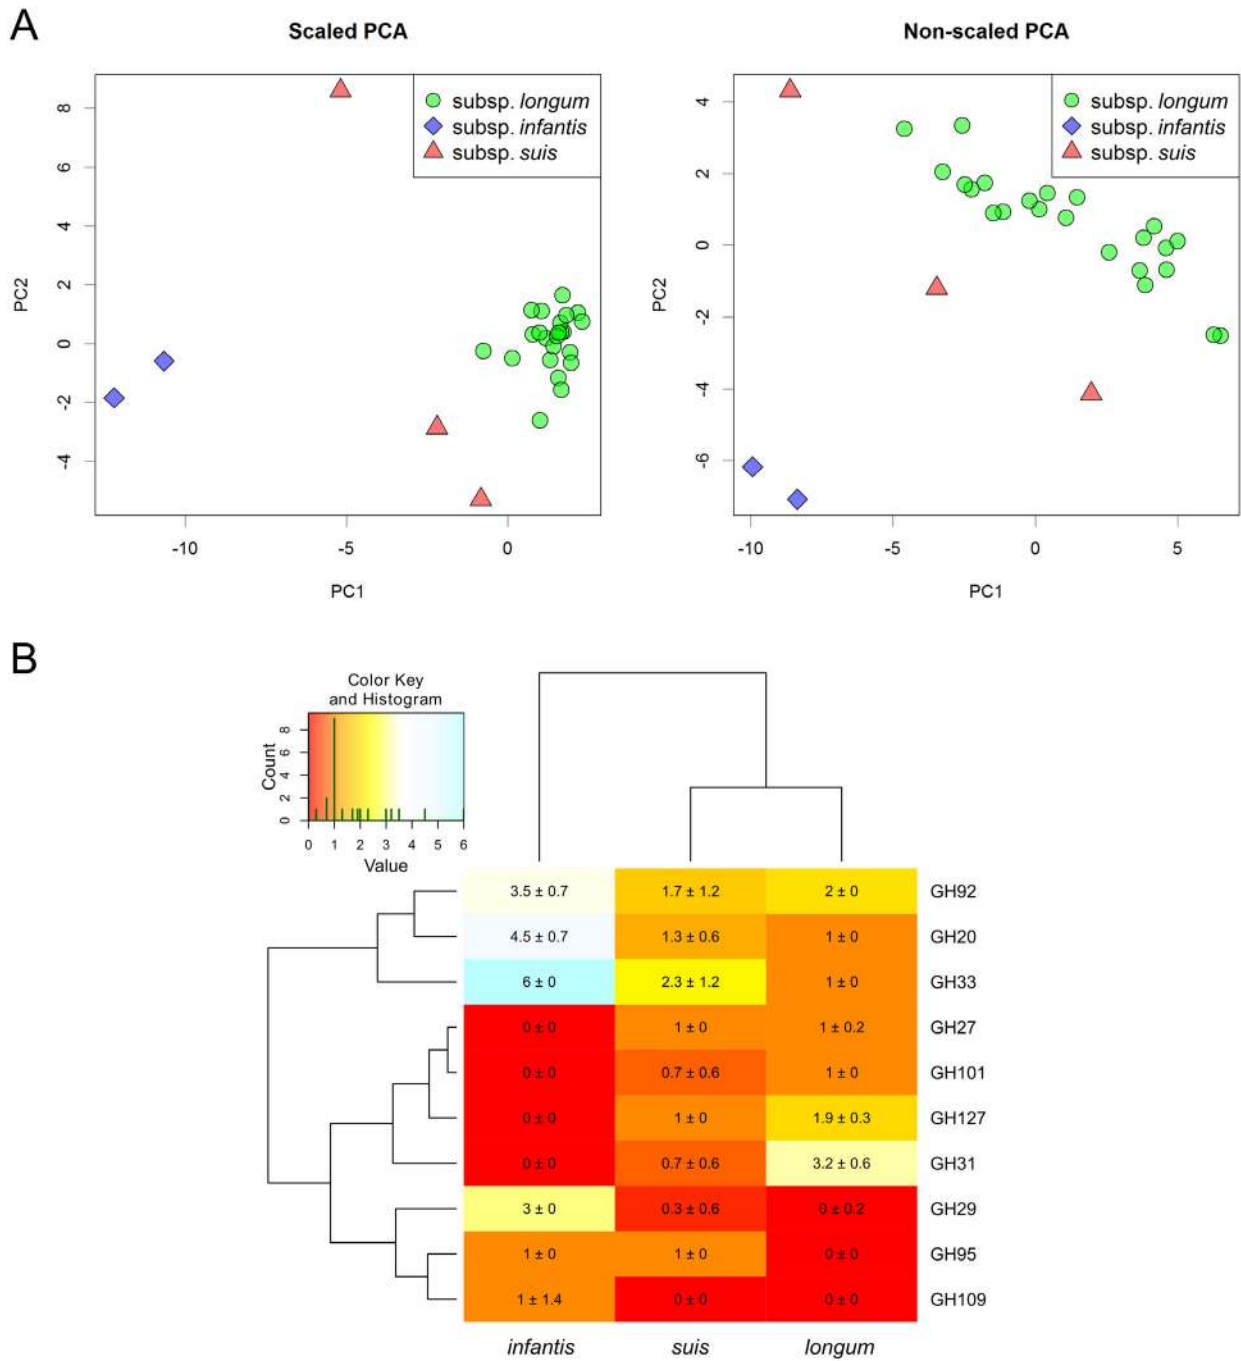 A
Scaled PCA
Non-scaled PCA
subsp. longum
subsp. infantis
subsp. suis
8
6
4
2
0
-2
-4
PC2
-10
-5
0
PC1
subsp. longum
subsp. infantis
subsp. suis
4
2
0
-2
-4
-6
PC2
-10
-5
0
5
PC1
B
Color Key
and Histogram
Count
8
6
4
2
0
0 1 2 3 4 5 6
Value
3.5 ± 0.7 1.7 ± 1.2 2 ± 0 GH92
4.5 ± 0.7 1.3 ± 0.6 1 ± 0 GH20
6 ± 0 2.3 ± 1.2 1 ± 0 GH33
0 ± 0 1 ± 0 1 ± 0.2 GH27
0 ± 0 0.7 ± 0.6 1 ± 0 GH101
0 ± 0 1 ± 0 1.9 ± 0.3 GH127
0 ± 0 0.7 ± 0.6 3.2 ± 0.6 GH31
3 ± 0 0.3 ± 0.6 0 ± 0.2 GH29
1 ± 0 1 ± 0 0 ± 0 GH95
1 ± 1.4 0 ± 0 0 ± 0 GH109
infantis suis longum